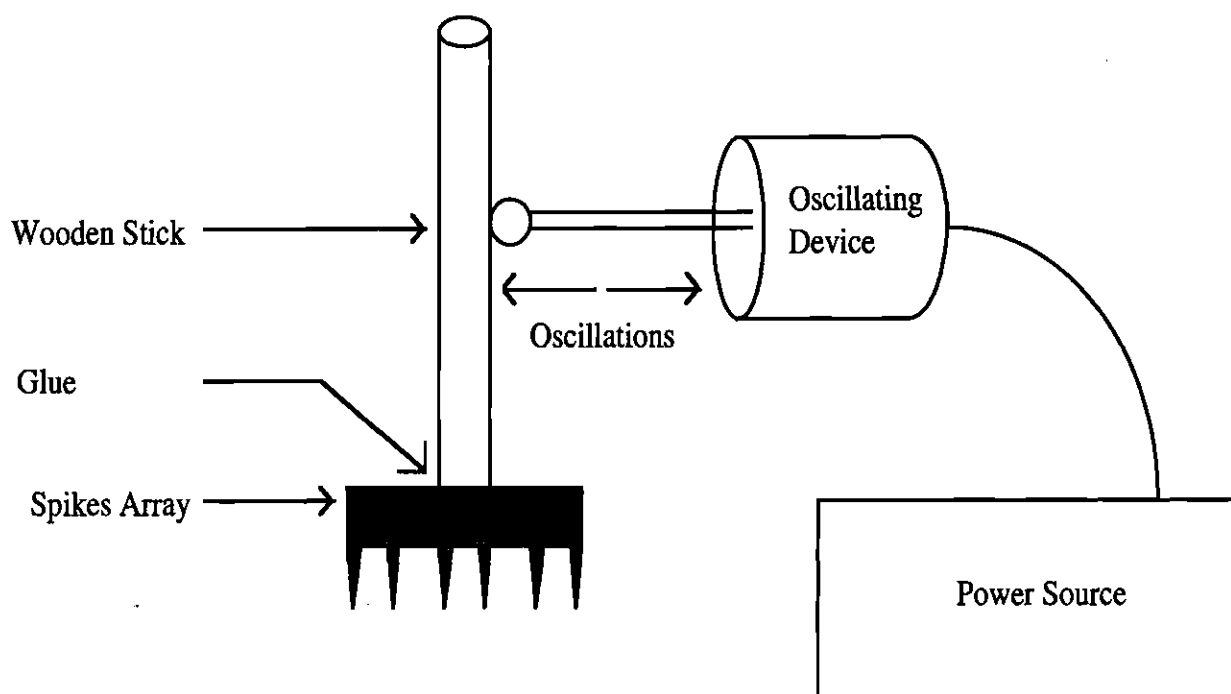 Oscillating
Device
Wooden Stick
Oscillations
Glue
Spikes Array
Power Source